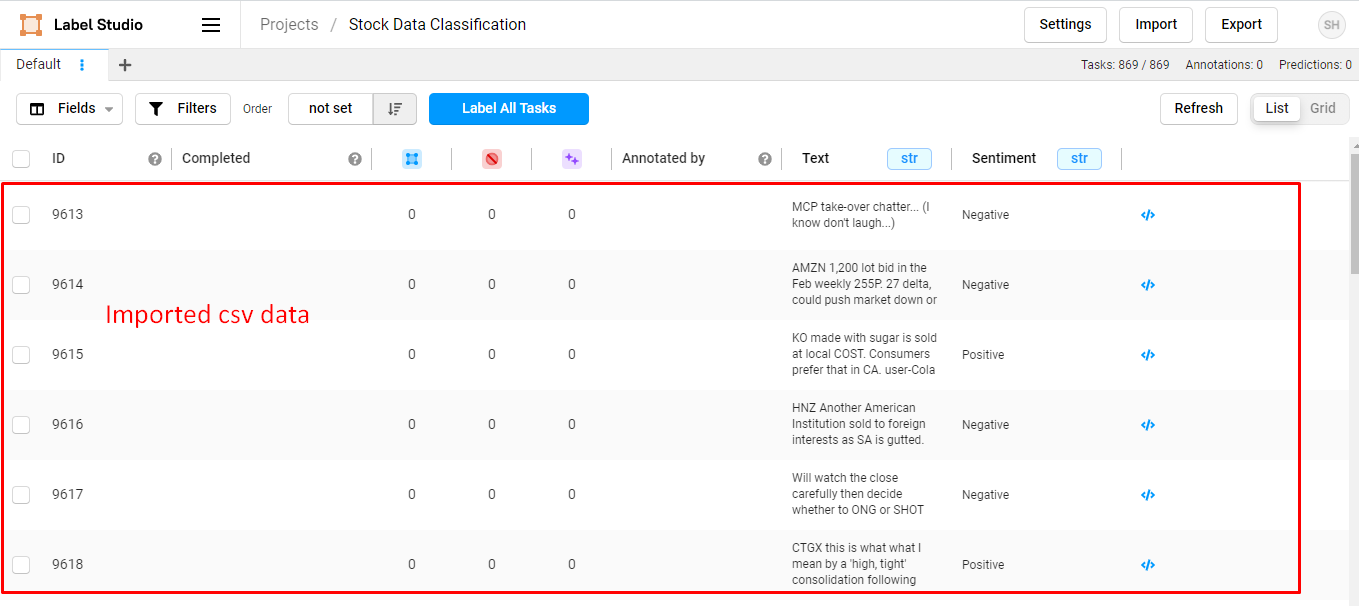 Label Studio
Projects / Stock Data Classification
Settings
Import
Export
SH
Default
+
Tasks: 869 / 869
Annotations: 0
Predictions: 0
Fields
Filters
Order
not set
Label All Tasks
Refresh
List
Grid
ID
Completed
Annotated by
Text
str
Sentiment
str
9613
0
0
0
MCP take-over chatter... (I
know don't laugh...)
Negative
9614
0
0
0
AMZN 1,200 lot bid in the
Feb weekly 255P. 27 delta,
could push market down or
Negative
Imported csv data
9615
0
0
0
KO made with sugar is sold
at local COST. Consumers
prefer that in CA. user-Cola
Positive
9616
0
0
0
HNZ Another American
Institution sold to foreign
interests as SA is gutted.
Negative
9617
0
0
0
Will watch the close
carefully then decide
whether to ONG or SHOT
Negative
9618
0
0
0
CTGX this is what what I
mean by a 'high, tight'
consolidation following
Positive